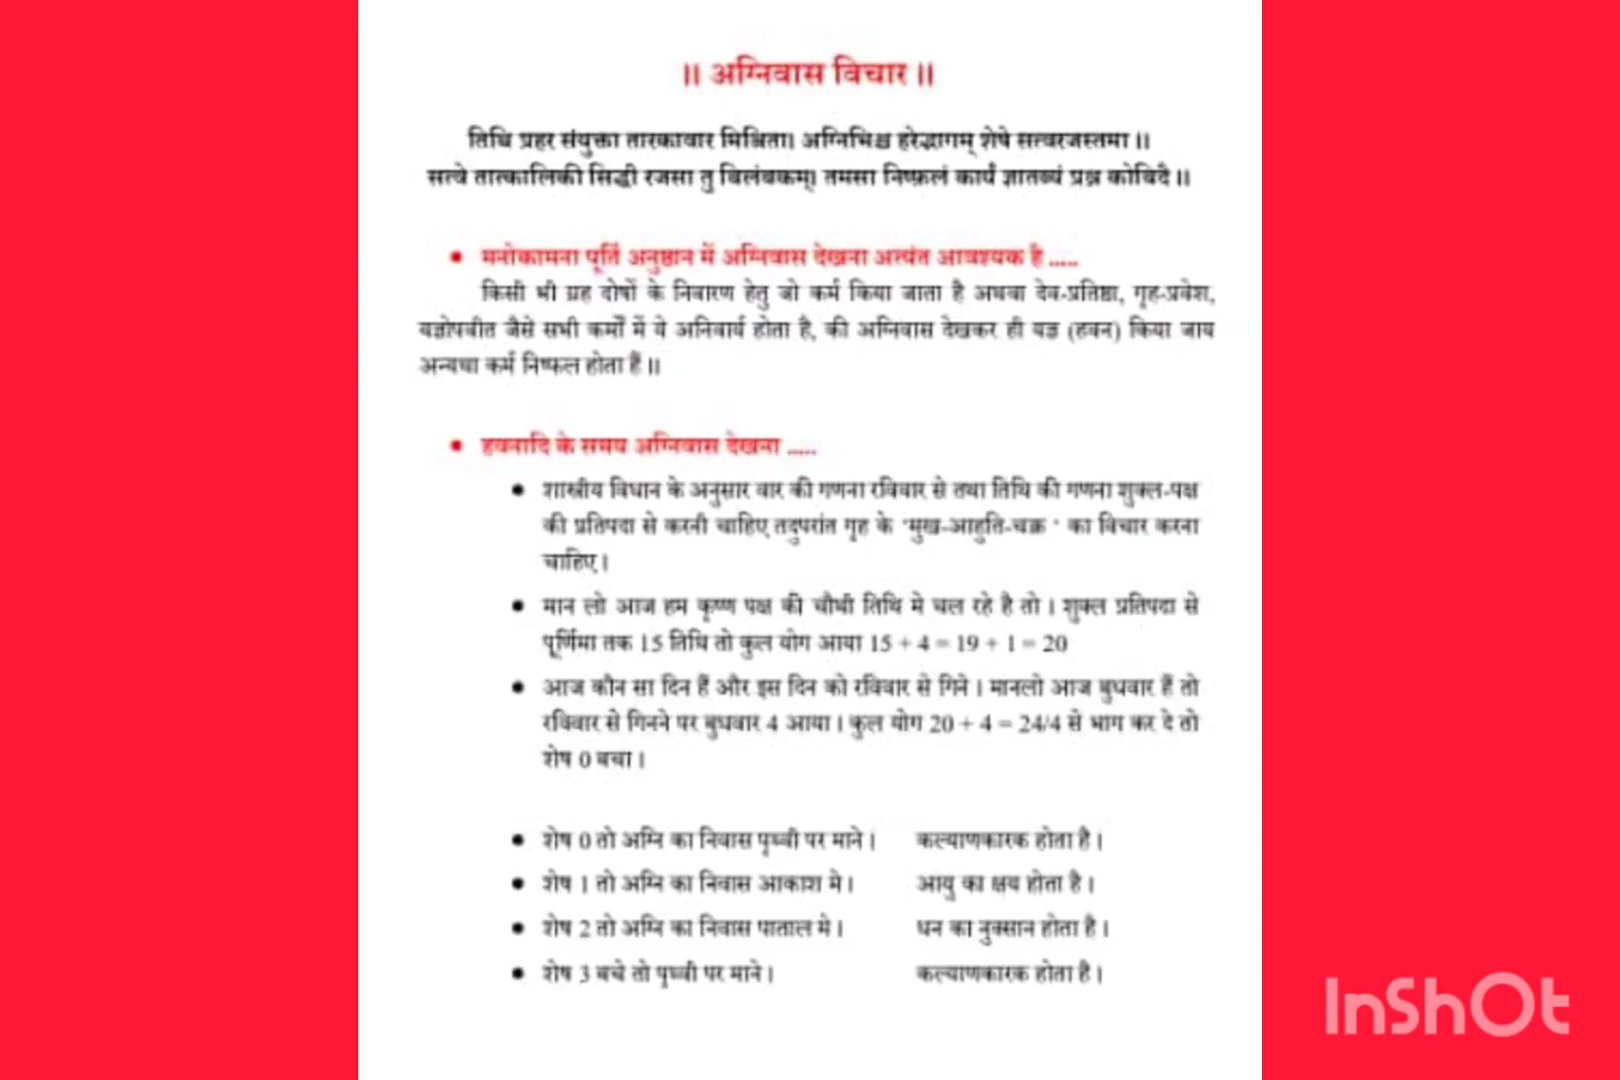 ॥ अग्निवास विचार ॥
तिथि प्रहर संयुक्ता तारकावार मिश्रिता। अग्निभिश्च हरेद्भागम् शेषे सत्वरजस्तमा ॥
सत्वे तात्कालिकी सिद्धी रजसा तु विलंबकम्। तमसा निष्फ़लं कार्यं ज्ञातव्यं प्रश्न कोविदै ॥
• मनोकामना पूर्ति अनुष्ठान में अग्निवास देखना अत्यंत आवश्यक है .....
किसी भी ग्रह दोषों के निवारण हेतु जो कर्म किया जाता है अथवा देव-प्रतिष्ठा, गृह-प्रवेश,
यज्ञोपवीत जैसे सभी कर्मों में ये अनिवार्य होता है, की अग्निवास देखकर ही यज्ञ (हवन) किया जाय
अन्यथा कर्म निष्फल होता हैं ॥
• हवनादि के समय अग्निवास देखना .....
• शास्त्रीय विधान के अनुसार वार की गणना रविवार से तथा तिथि की गणना शुक्ल-पक्ष
की प्रतिपदा से करनी चाहिए तदुपरांत गृह के 'मुख-आहुति-चक्र ' का विचार करना
चाहिए।
• मान लो आज हम कृष्ण पक्ष की चौथी तिथि मे चल रहे है तो । शुक्ल प्रतिपदा से
पूर्णिमा तक 15 तिथि तो कुल योग आया 15 + 4 = 19 + 1 = 20
• आज कौन सा दिन हैं और इस दिन को रविवार से गिने । मानलो आज बुधवार हैं तो
रविवार से गिनने पर बुधवार 4 आया । कुल योग 20 + 4 = 24/4 से भाग कर दे तो
शेष 0 बचा ।
• शेष 0 तो अग्नि का निवास पृथ्वी पर माने । कल्याणकारक होता है ।
• शेष 1 तो अग्नि का निवास आकाश मे । आयु का क्षय होता है ।
• शेष 2 तो अग्नि का निवास पाताल मे । धन का नुक्सान होता है ।
• शेष 3 बचे तो पृथ्वी पर माने । कल्याणकारक होता है ।
InShOt